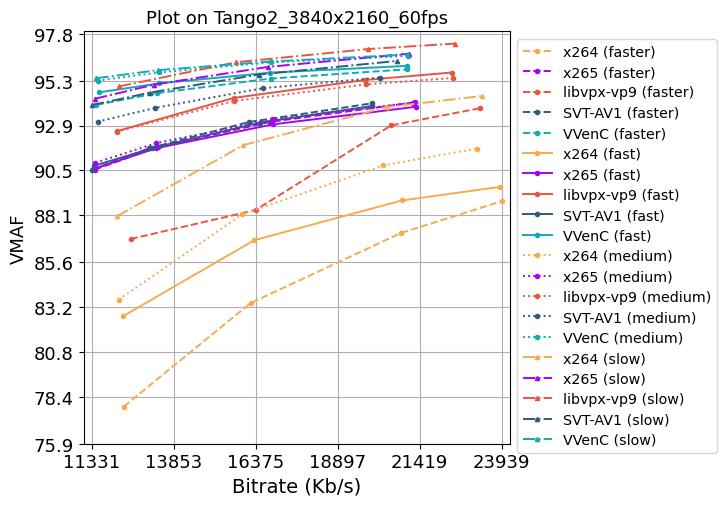 Plot on Tango2_3840x2160_60fps
97.8
95.3
92.9
90.5
88.1
85.6
83.2
80.8
78.4
75.9
VMAF
11331 13853 16375 18897 21419 23939
Bitrate (Kb/s)
x264 (faster)
x265 (faster)
libvpx-vp9 (faster)
SVT-AV1 (faster)
VVenC (faster)
x264 (fast)
x265 (fast)
libvpx-vp9 (fast)
SVT-AV1 (fast)
VVenC (fast)
x264 (medium)
x265 (medium)
libvpx-vp9 (medium)
SVT-AV1 (medium)
VVenC (medium)
x264 (slow)
x265 (slow)
libvpx-vp9 (slow)
SVT-AV1 (slow)
VVenC (slow)